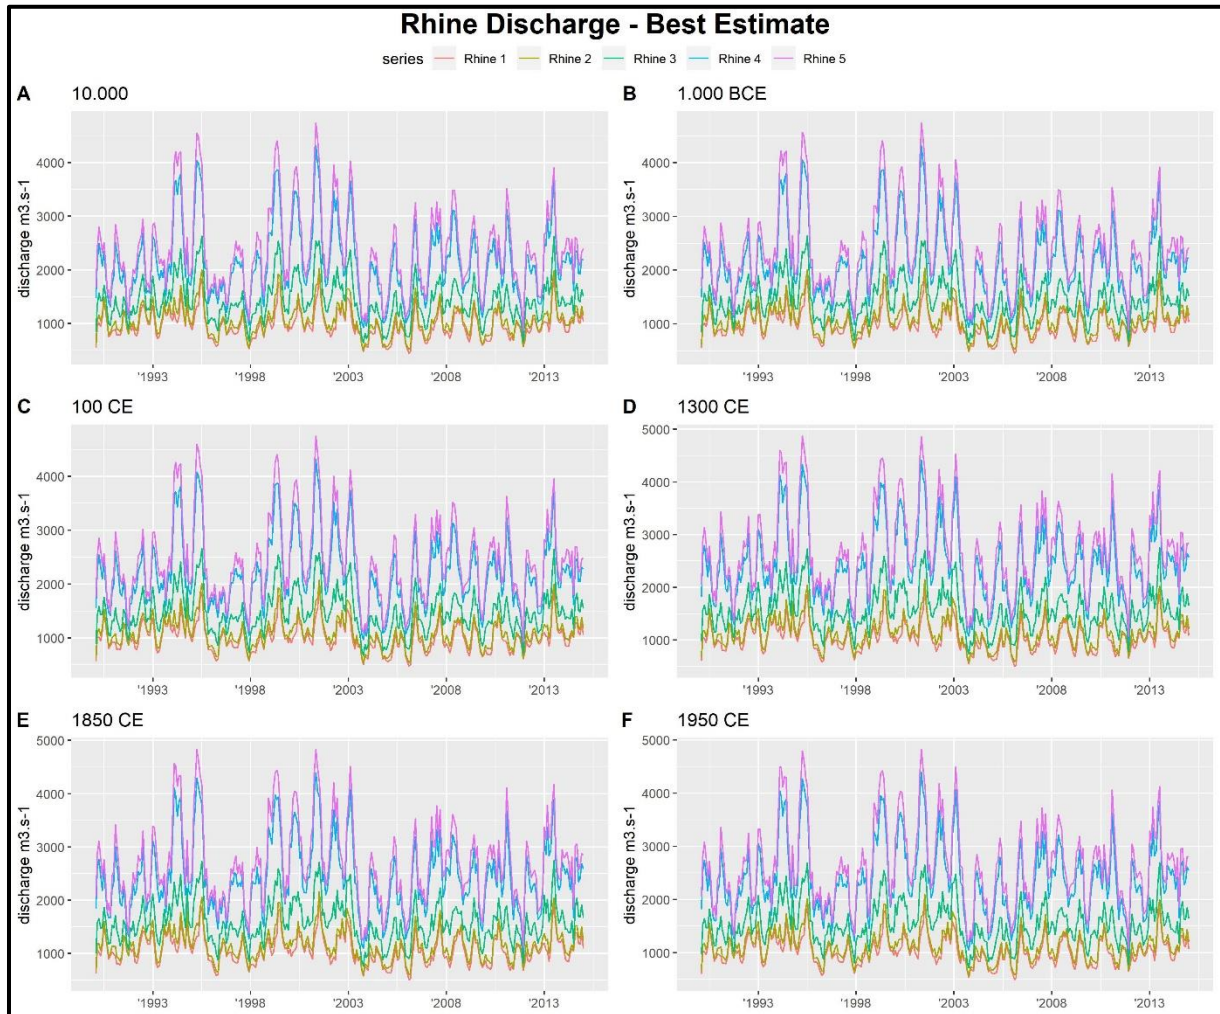 Rhine Discharge - Best Estimate
series Rhine 1 Rhine 2 Rhine 3 Rhine 4 Rhine 5
A 10.000
B 1.000 BCE
discharge m3.s-1
4000
3000
2000
1000
'1993 '1998 '2003 '2008 '2013
discharge m3.s-1
4000
3000
2000
1000
'1993 '1998 '2003 '2008 '2013
C 100 CE
D 1300 CE
discharge m3.s-1
4000
3000
2000
1000
'1993 '1998 '2003 '2008 '2013
discharge m3.s-1
5000
4000
3000
2000
1000
'1993 '1998 '2003 '2008 '2013
E 1850 CE
F 1950 CE
discharge m3.s-1
5000
4000
3000
2000
1000
'1993 '1998 '2003 '2008 '2013
discharge m3.s-1
5000
4000
3000
2000
1000
'1993 '1998 '2003 '2008 '2013